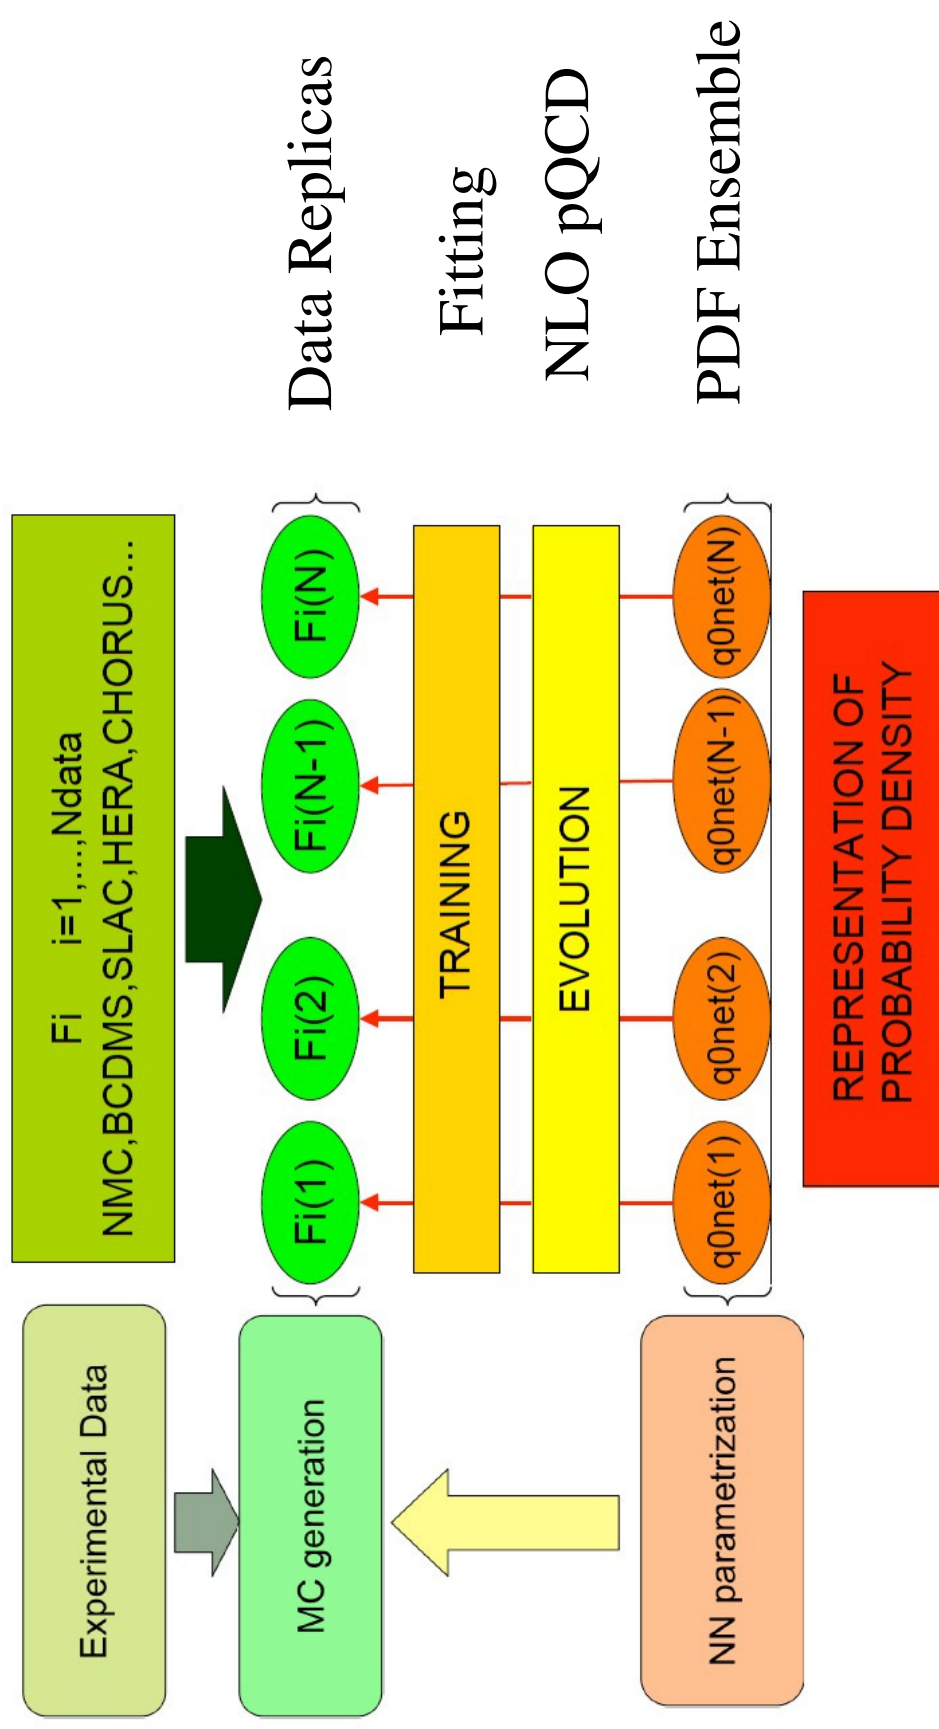 Experimental Data
Fi i=1,...,Ndata
NMC,BCDMS,SLAC,HERA,CHORUS...
MC generation
Fi(1)
Fi(2)
Fi(N-1)
Fi(N)
Data Replicas
TRAINING
Fitting
EVOLUTION
NLO pQCD
NN parametrization
q0net(1)
q0net(2)
q0net(N-1)
q0net(N)
PDF Ensemble
REPRESENTATION OF
PROBABILITY DENSITY